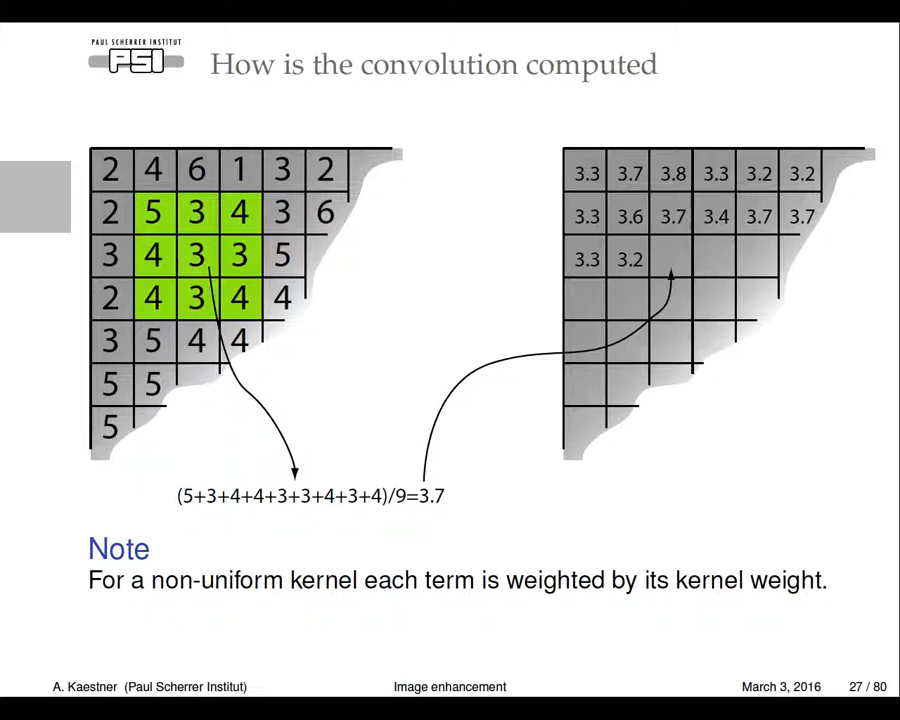 PAUL SCHERRER INSTITUT
PSI
How is the convolution computed
2 4 6 1 3 2
2 5 3 4 3 6
3 4 3 3 5
2 4 3 4 4
3 5 4 4
5 5
5
3.3 3.7 3.8 3.3 3.2 3.2
3.3 3.6 3.7 3.4 3.7 3.7
3.3 3.2
(5+3+4+4+3+3+4+3+4)/9=3.7
Note
For a non-uniform kernel each term is weighted by its kernel weight.
A. Kaestner (Paul Scherrer Institut) Image enhancement March 3, 2016 27 / 80